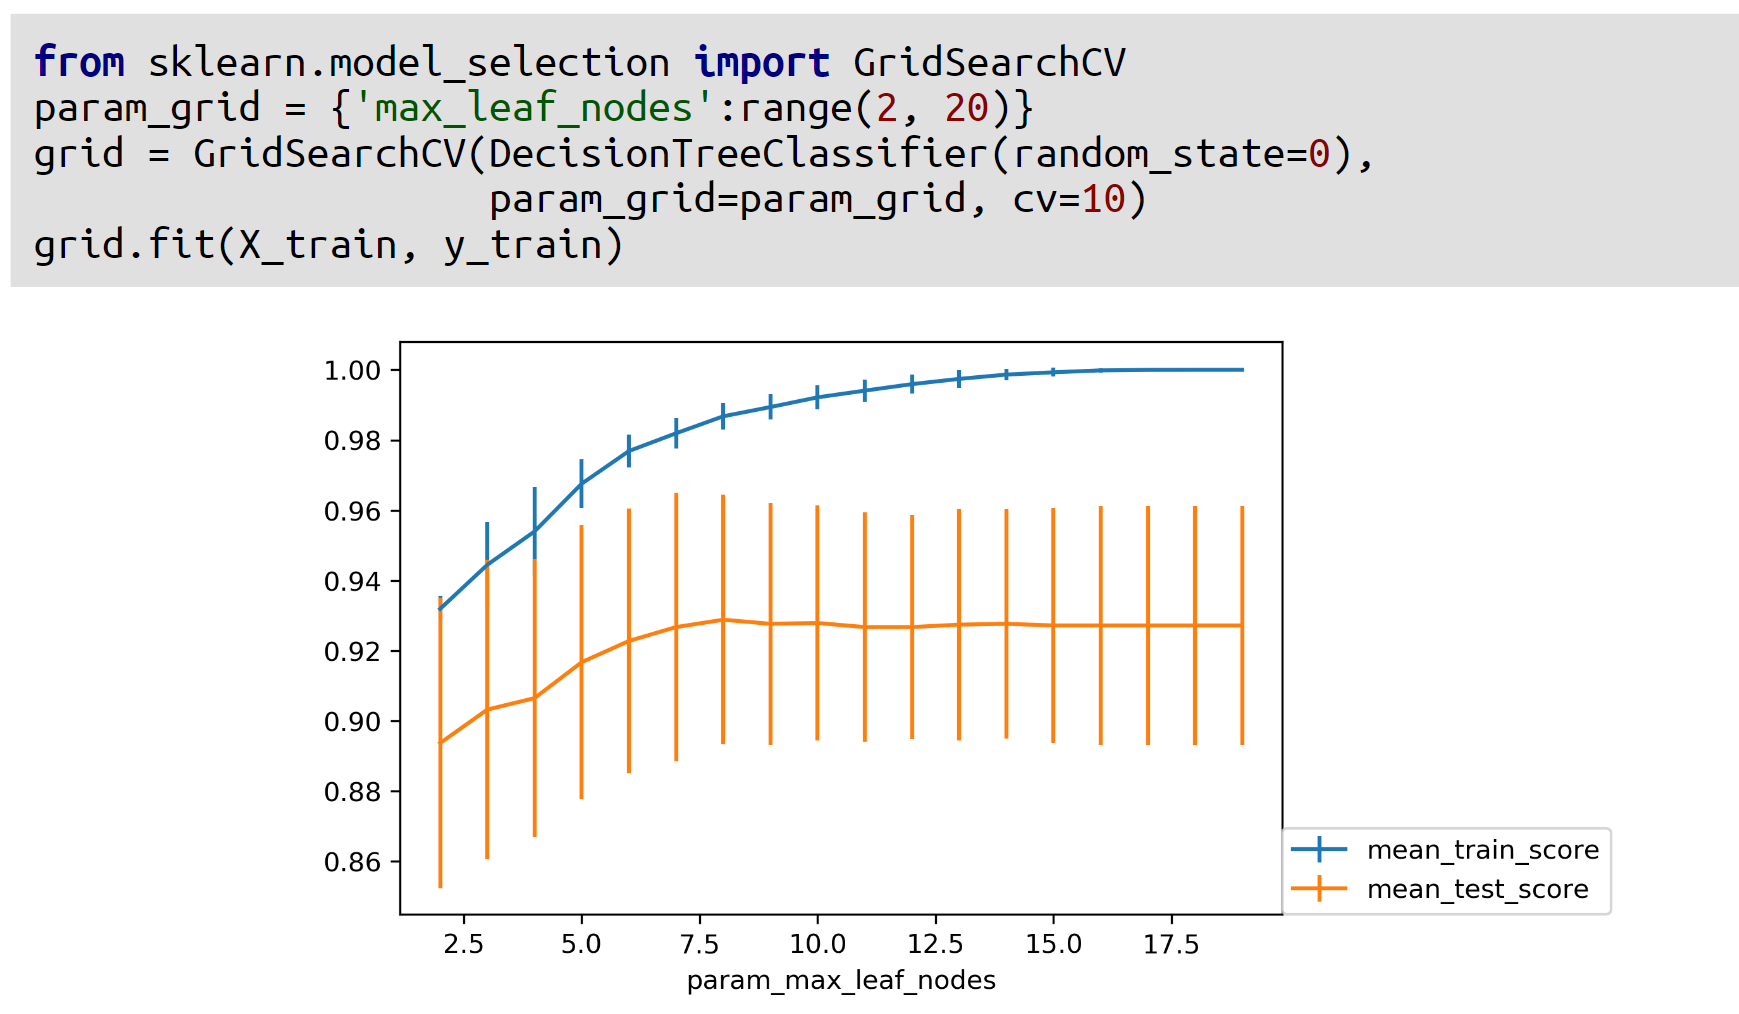 from sklearn.model_selection import GridSearchCV
param_grid = {'max_leaf_nodes':range(2, 20)}
grid = GridSearchCV(DecisionTreeClassifier(random_state=0),
                    param_grid=param_grid, cv=10)
grid.fit(X_train, y_train)
1.00
0.98
0.96
0.94
0.92
0.90
0.88
0.86
mean_train_score
mean_test_score
2.5 5.0 7.5 10.0 12.5 15.0 17.5
param_max_leaf_nodes